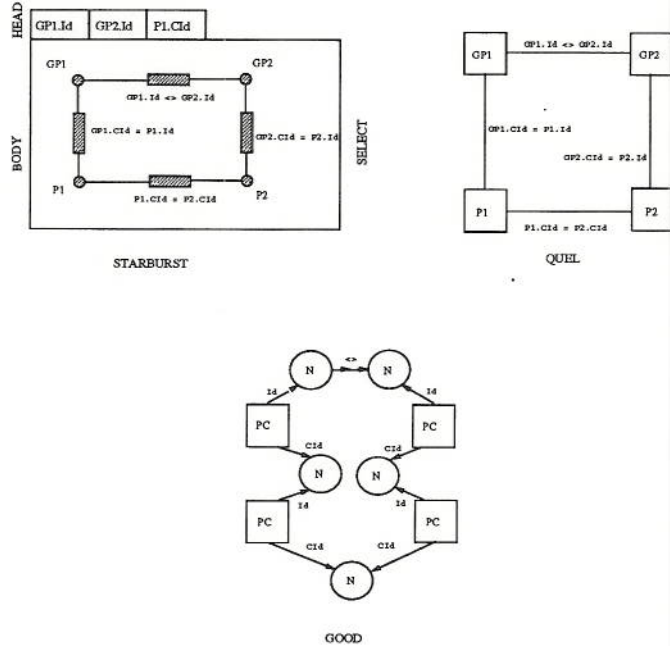 HEAD
GP1.Id GP2.Id P1.CId
GP1 GP2
GP1.Id <> GP2.Id
BODY
GP1.CId = P1.Id
GP2.CId = P2.Id
SELECT
P1 P2
P1.CId = P2.CId
STARBURST
GP1 GP2
GP1.Id <> GP2.Id
GP1.CId = P1.Id
GP2.CId = P2.Id
P1 P2
P1.CId = P2.CId
QUEL
<>
N N
Id Id
PC PC
CId CId
N N
Id Id
PC PC
CId CId
N
GOOD